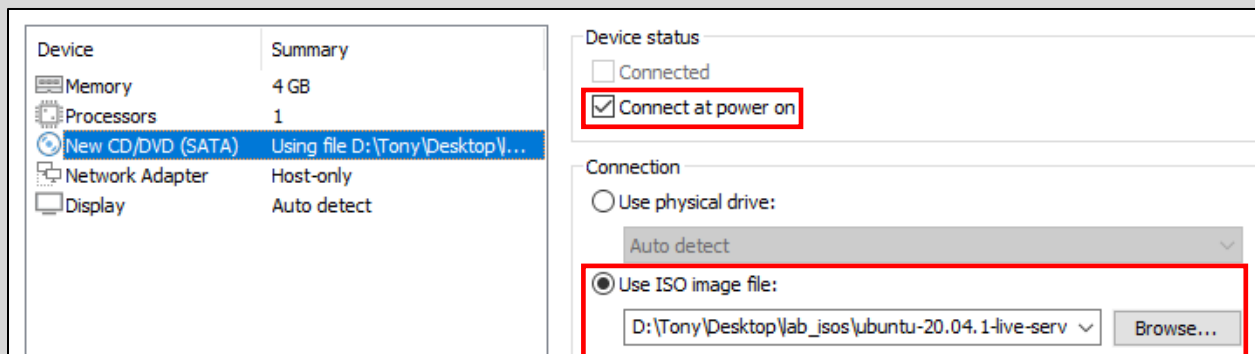 Device Summary
Memory 4 GB
Processors 1
New CD/DVD (SATA) Using file D:\Tony\Desktop\l...
Network Adapter Host-only
Display Auto detect
Device status
Connected
Connect at power on
Connection
Use physical drive:
Auto detect
Use ISO image file:
D:\Tony\Desktop\lab_isos\ubuntu-20.04.1-live-serv Browse...